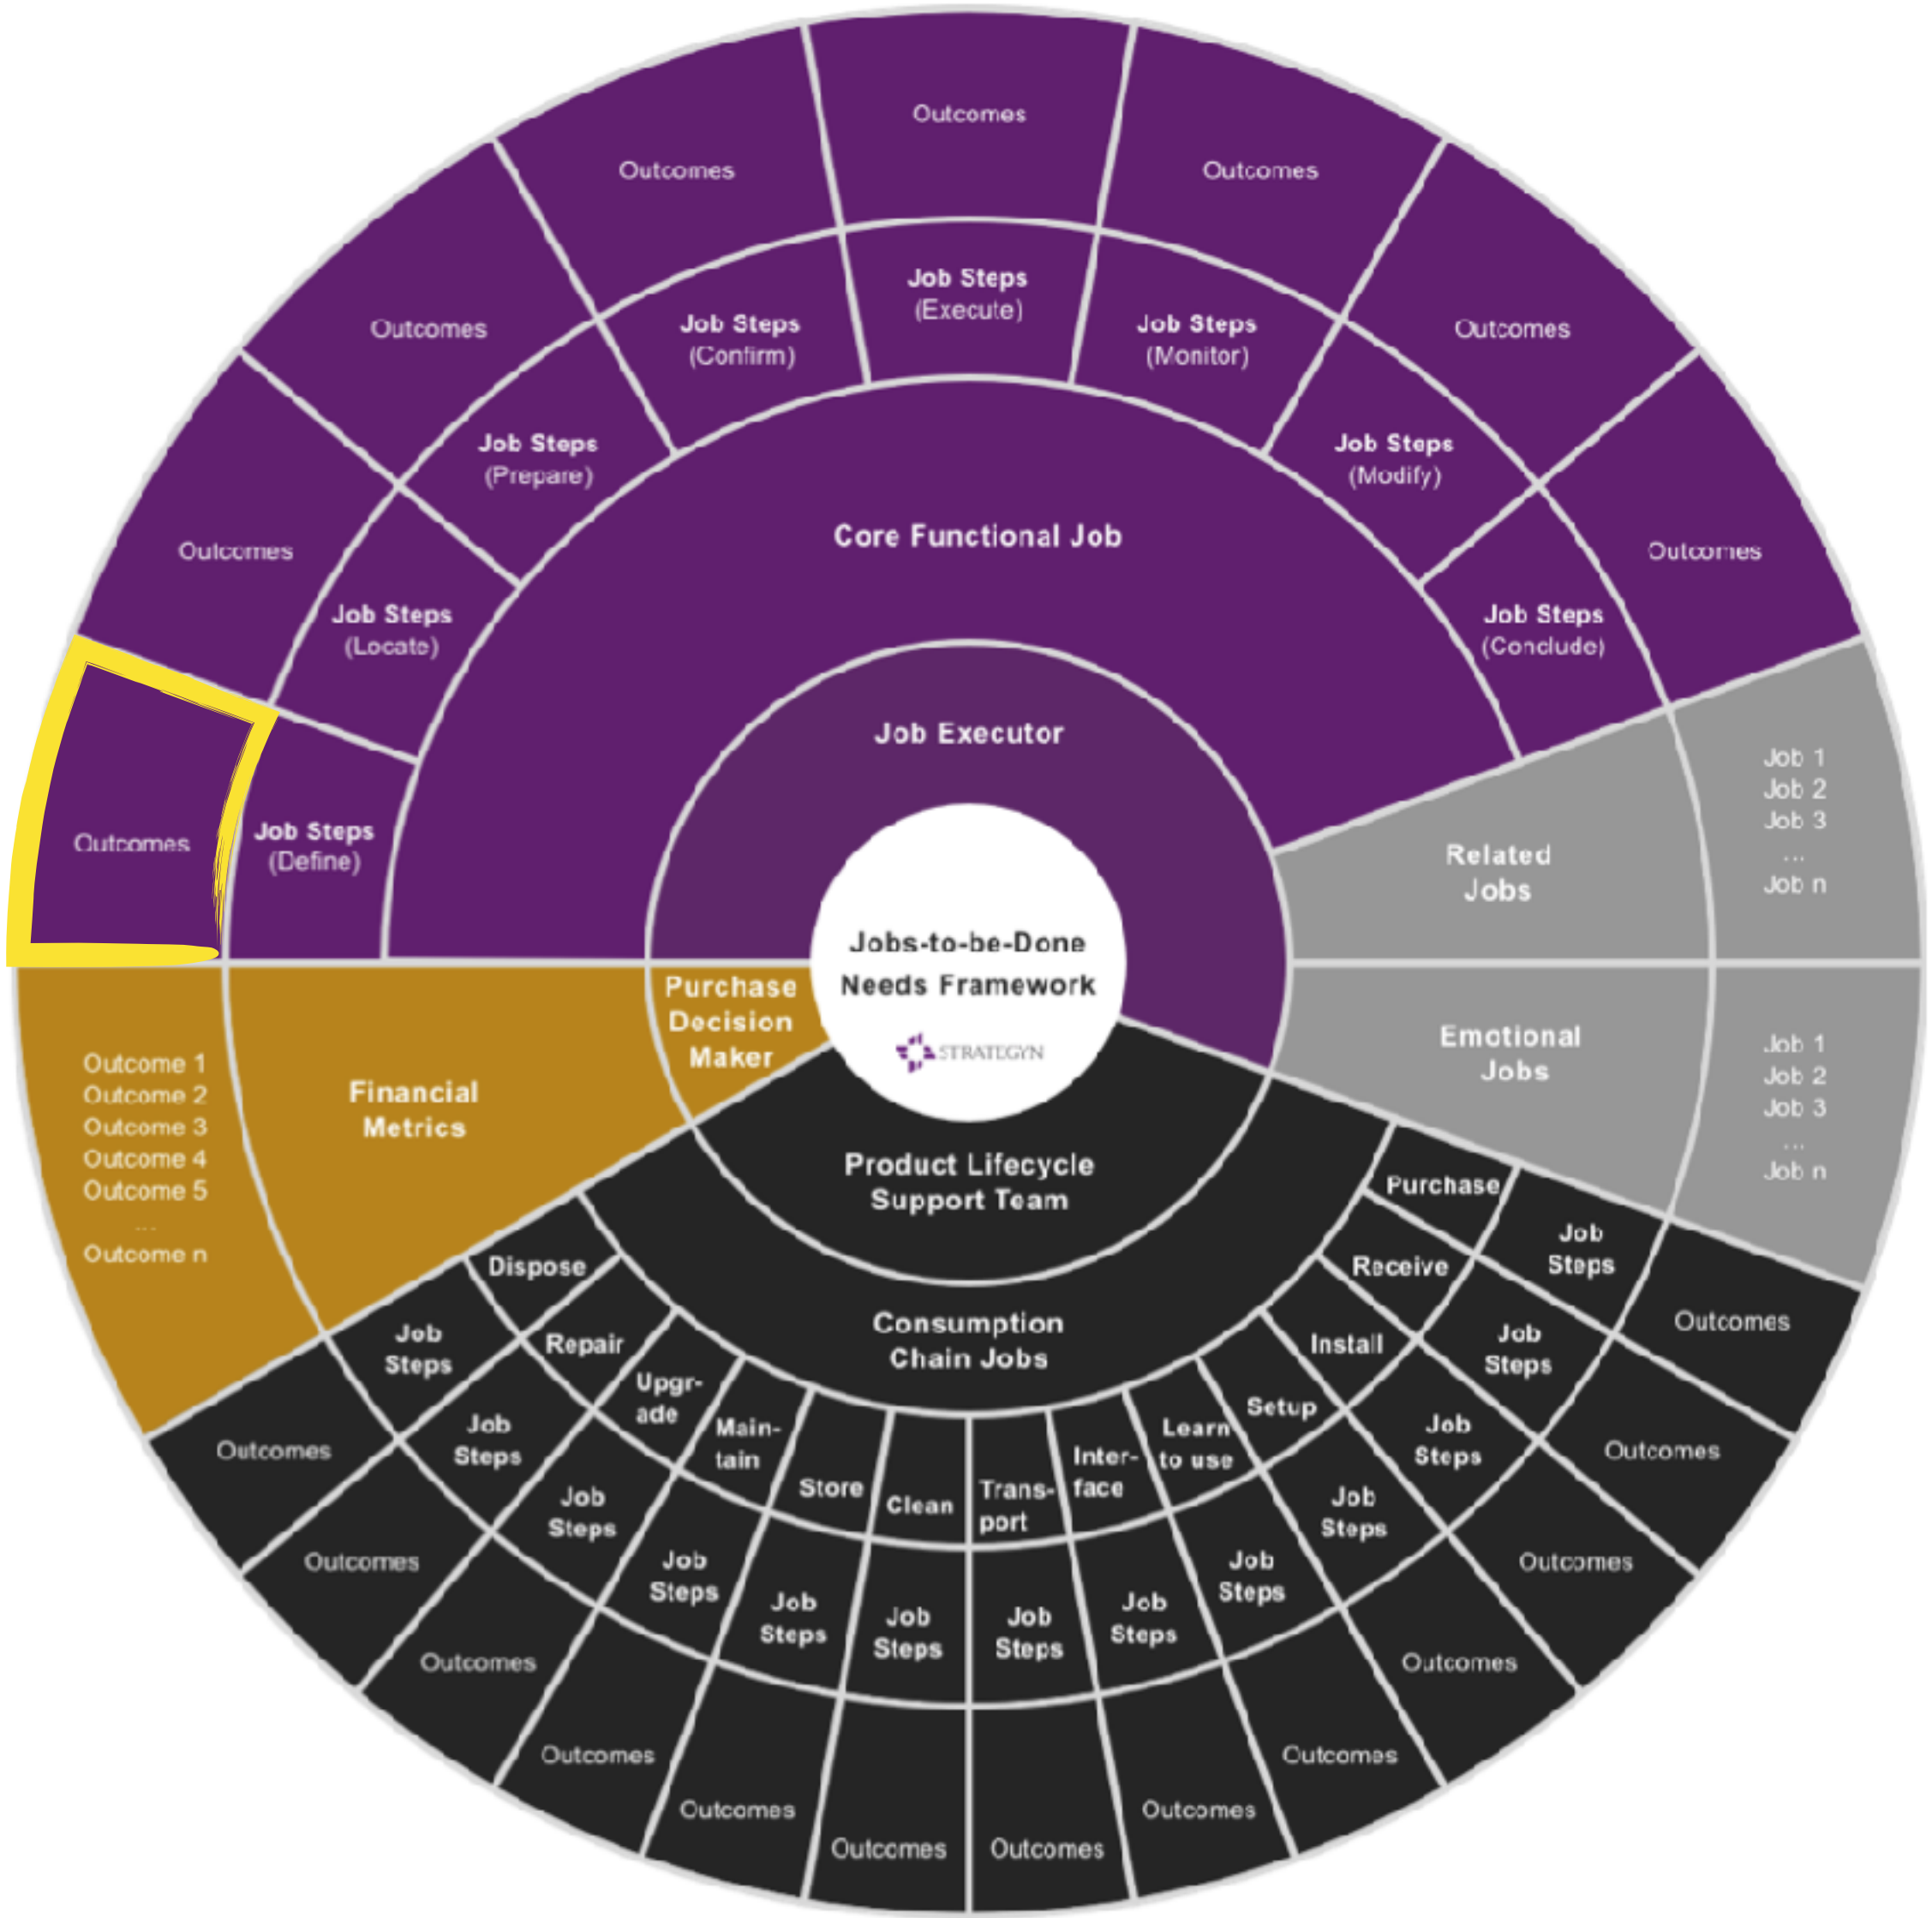 Outcomes
Outcomes
Outcomes
Outcomes
Outcomes
Outcomes
Outcomes
Outcomes
Job Steps
(Execute)
Job Steps
(Confirm)
Job Steps
(Monitor)
Job Steps
(Prepare)
Job Steps
(Modify)
Job Steps
(Locate)
Job Steps
(Conclude)
Job Steps
(Define)
Core Functional Job
Job Executor
Jobs-to-be-Done
Needs Framework
STRATEGYN
Related
Jobs
Job 1
Job 2
Job 3
...
Job n
Emotional
Jobs
Job 1
Job 2
Job 3
...
Job n
Purchase
Decision
Maker
Financial
Metrics
Outcome 1
Outcome 2
Outcome 3
Outcome 4
Outcome 5
...
Outcome n
Product Lifecycle
Support Team
Consumption
Chain Jobs
Purchase
Receive
Install
Setup
Learn
to use
Inter-
face
Trans-
port
Clean
Store
Main-
tain
Upgr-
ade
Repair
Dispose
Job
Steps
Job
Steps
Job
Steps
Job
Steps
Job
Steps
Job
Steps
Job
Steps
Job
Steps
Job
Steps
Job
Steps
Job
Steps
Job
Steps
Job
Steps
Outcomes
Outcomes
Outcomes
Outcomes
Outcomes
Outcomes
Outcomes
Outcomes
Outcomes
Outcomes
Outcomes
Outcomes